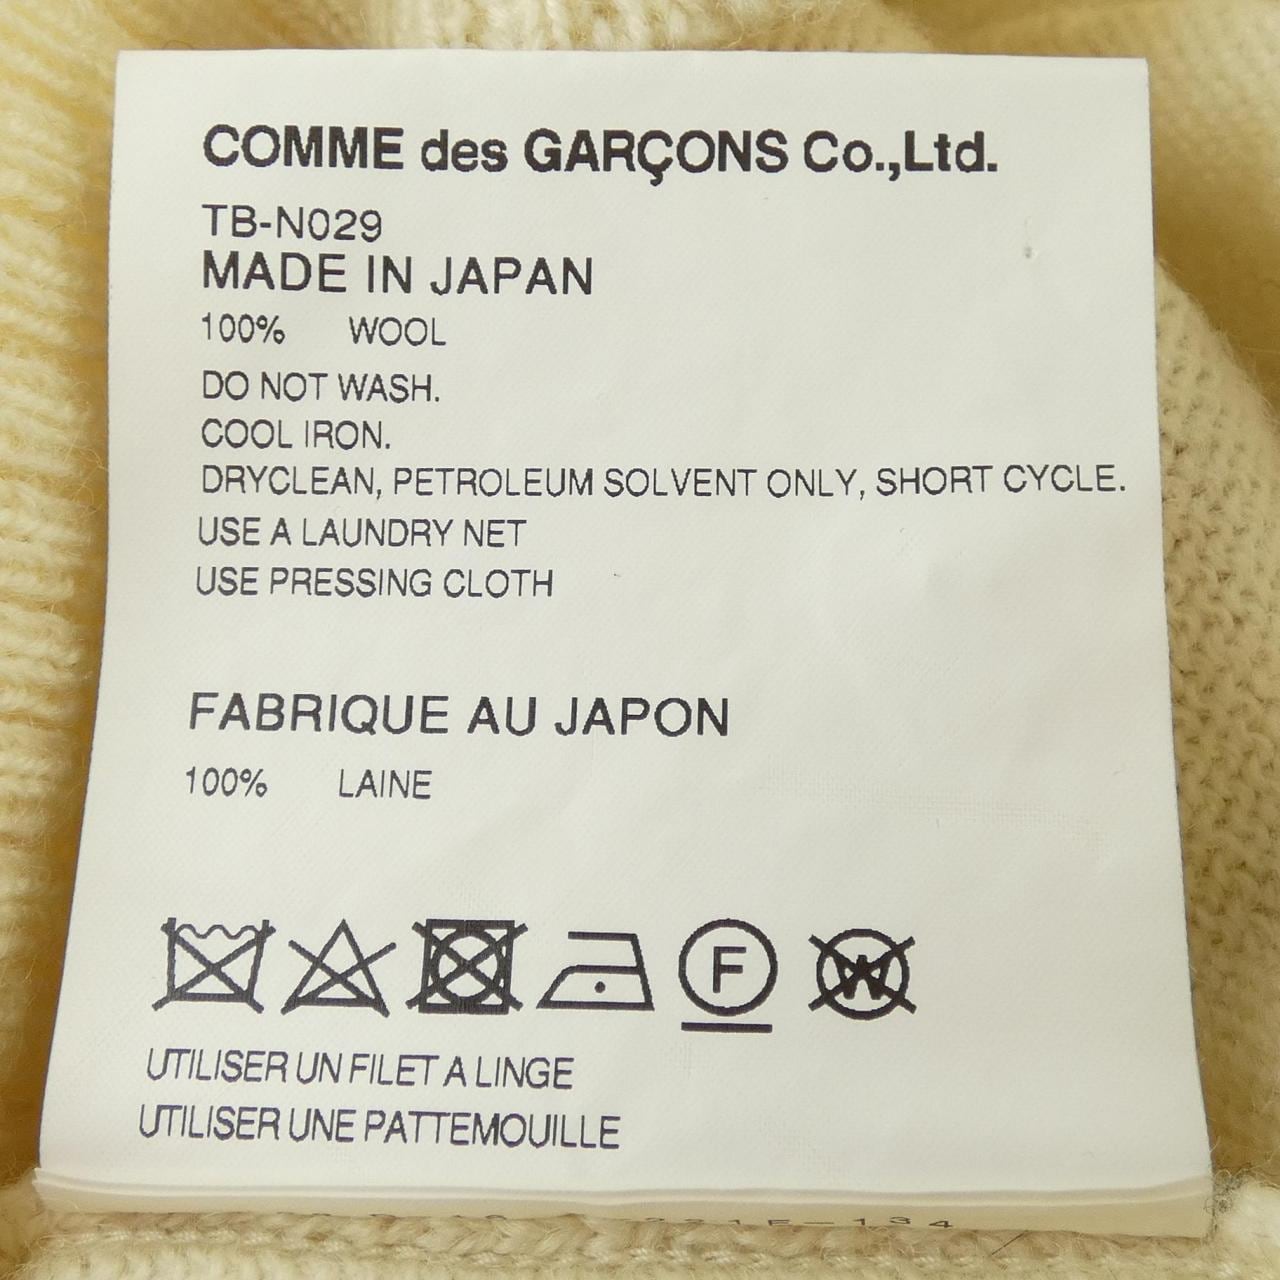 COMME des GARÇONS Co.,Ltd.
TB-N029
MADE IN JAPAN
100% WOOL
DO NOT WASH.
COOL IRON.
DRYCLEAN, PETROLEUM SOLVENT ONLY, SHORT CYCLE.
USE A LAUNDRY NET
USE PRESSING CLOTH
FABRIQUE AU JAPON
100% LAINE
F W
UTILISER UN FILET A LINGE
UTILISER UNE PATTEMOUILLE